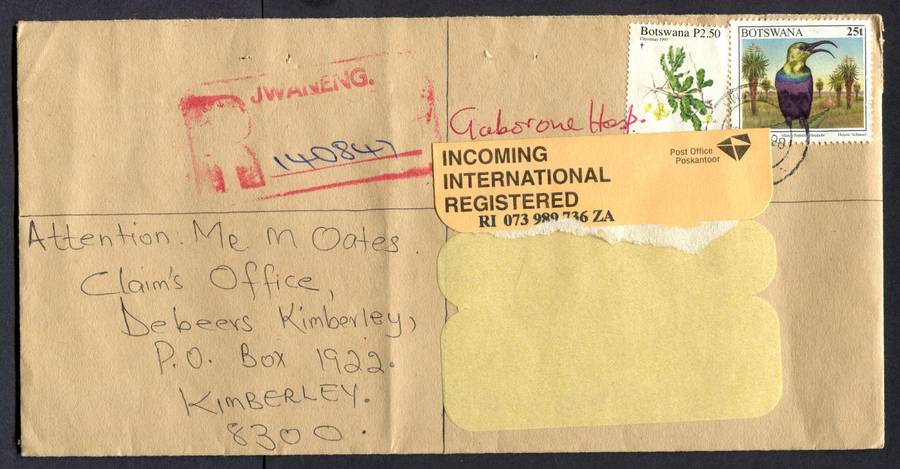 JWANENG.
R
140847
Gaborone Hosp.
Botswana P2.50
Christmas 1997
BOTSWANA 25t
INCOMING
INTERNATIONAL
REGISTERED
RI 073 989 736 ZA
Post Office
Poskantoor
Attention. Mr M Oates.
Claim's Office,
Debeers Kimberley,
P.O. Box 1922.
KIMBERLEY.
8300.